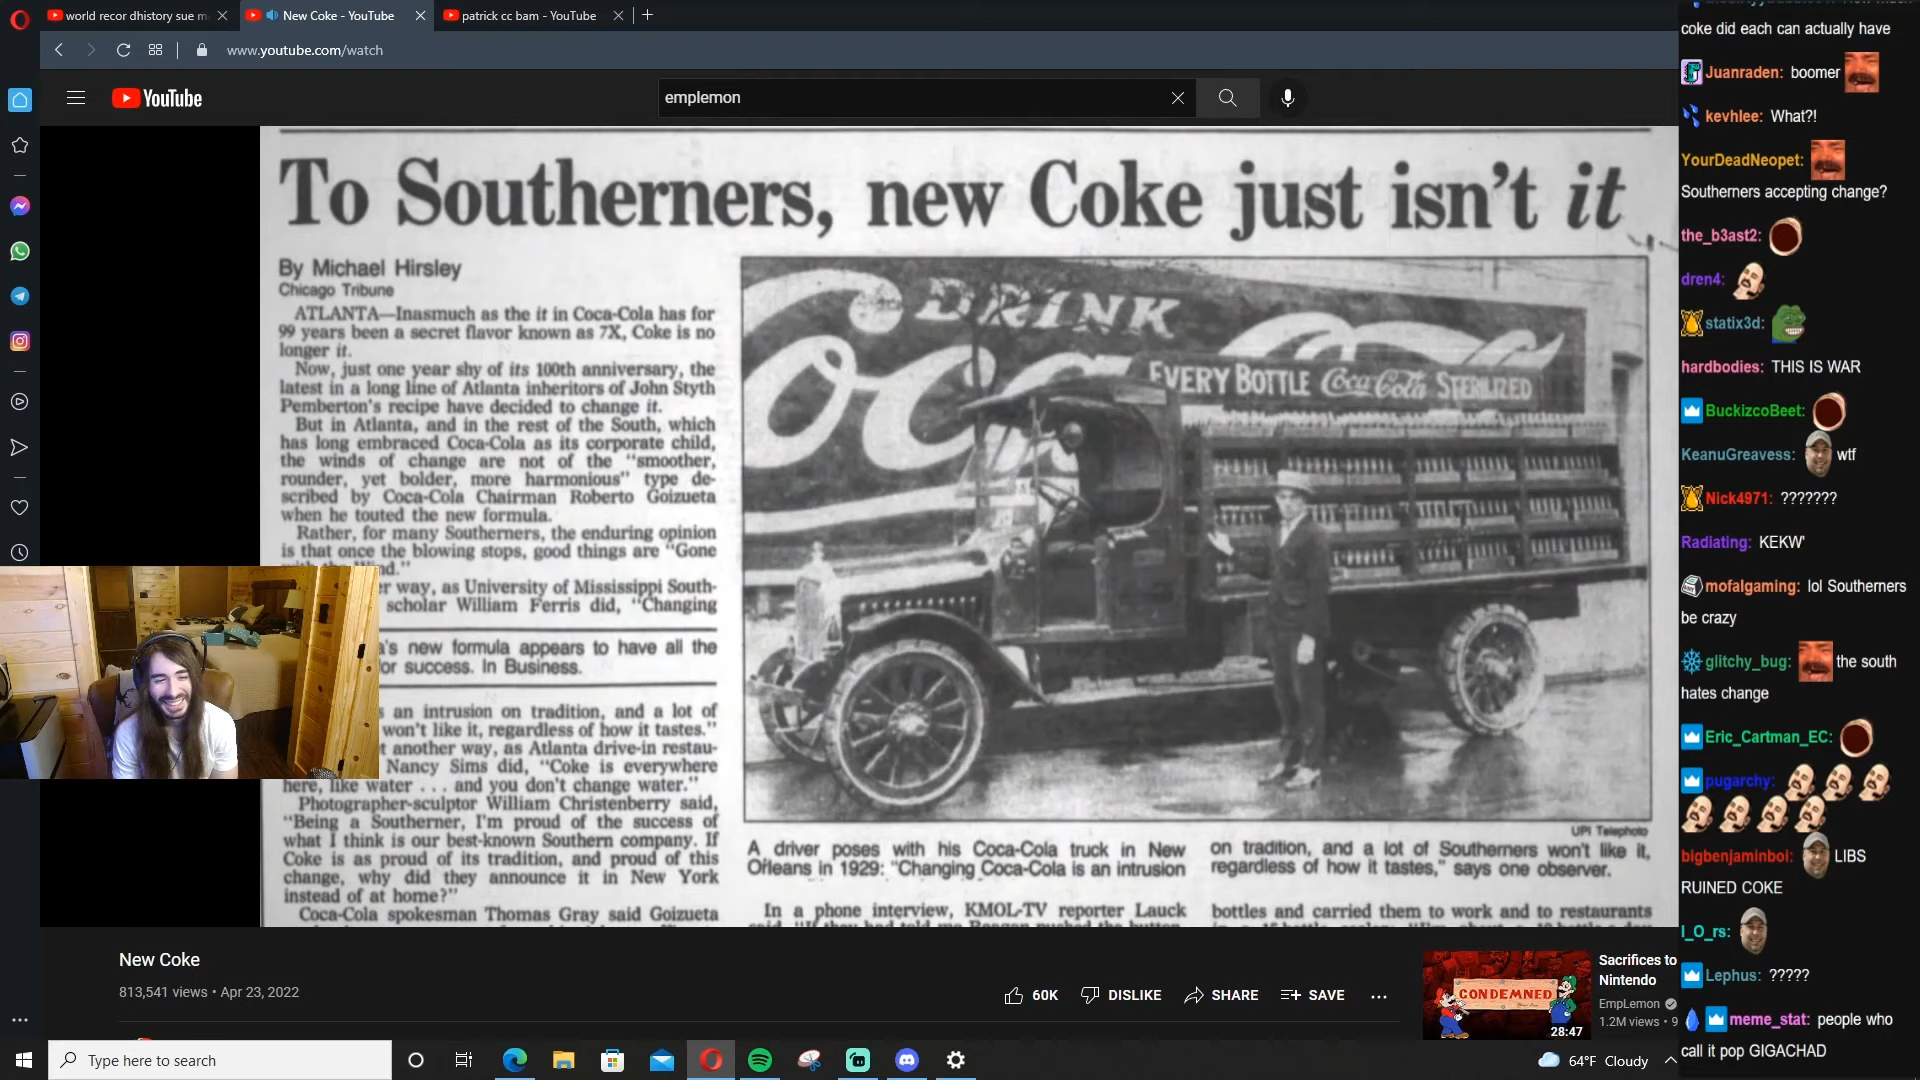 world recor dhistory sue m
New Coke - YouTube
patrick cc bam - YouTube
www.youtube.com/watch
YouTube
emplemon
To Southerners, new Coke just isn't it
By Michael Hirsley
Chicago Tribune
ATLANTA—Inasmuch as the it in Coca-Cola has for
99 years been a secret flavor known as 7X, Coke is no
longer it.
Now, just one year shy of its 100th anniversary, the
latest in a long line of Atlanta inheritors of John Styth
Pemberton's recipe have decided to change it.
But in Atlanta, and in the rest of the South, which
has long embraced Coca-Cola as its corporate child,
the winds of change are not of the "smoother,
rounder, yet bolder, more harmonious" type de-
scribed by Coca-Cola Chairman Roberto Goizueta
when he touted the new formula.
Rather, for many Southerners, the enduring opinion
is that once the blowing stops, good things are "Gone
way, as University of Mississippi South-
scholar William Ferris did, "Changing
's new formula appears to have all the
for success. In Business.
an intrusion on tradition, and a lot of
won't like it, regardless of how it tastes."
another way, as Atlanta drive-in restau-
Nancy Sims did, "Coke is everywhere
here, like water . . . and you don't change water."
Photographer-sculptor William Christenberry said,
"Being a Southerner, I'm proud of the success of
what I think is our best-known Southern company. If
Coke is as proud of its tradition, and proud of this
change, why did they announce it in New York
instead of at home?"
Coca-Cola spokesman Thomas Gray said Goizueta
DRINK
Coca
EVERY BOTTLE Coca-Cola STERILIZED
UPI Telephoto
A driver poses with his Coca-Cola truck in New
Orleans in 1929: "Changing Coca-Cola is an intrusion
on tradition, and a lot of Southerners won't like it,
regardless of how it tastes," says one observer.
In a phone interview, KMOL-TV reporter Lauck
bottles and carried them to work and to restaurants
New Coke
813,541 views • Apr 23, 2022
60K
DISLIKE
SHARE
SAVE
CONDEMNED
28:47
Sacrifices to
Nintendo
EmpLemon
1.2M views • 9
coke did each can actually have
Juanraden: boomer
kevhlee: What?!
YourDeadNeopet:
Southerners accepting change?
the_b3ast2:
dren4:
statix3d:
hardbodies: THIS IS WAR
BuckizcoBeet:
KeanuGreavess: wtf
Nick4971: ???????
Radiating: KEKW'
mofalgaming: lol Southerners
be crazy
glitchy_bug: the south
hates change
Eric_Cartman_EC:
pugarchy:
bigbenjaminboi: LIBS
RUINED COKE
I_O_rs:
Lephus: ?????
meme_stat: people who
call it pop GIGACHAD
Type here to search
64°F Cloudy